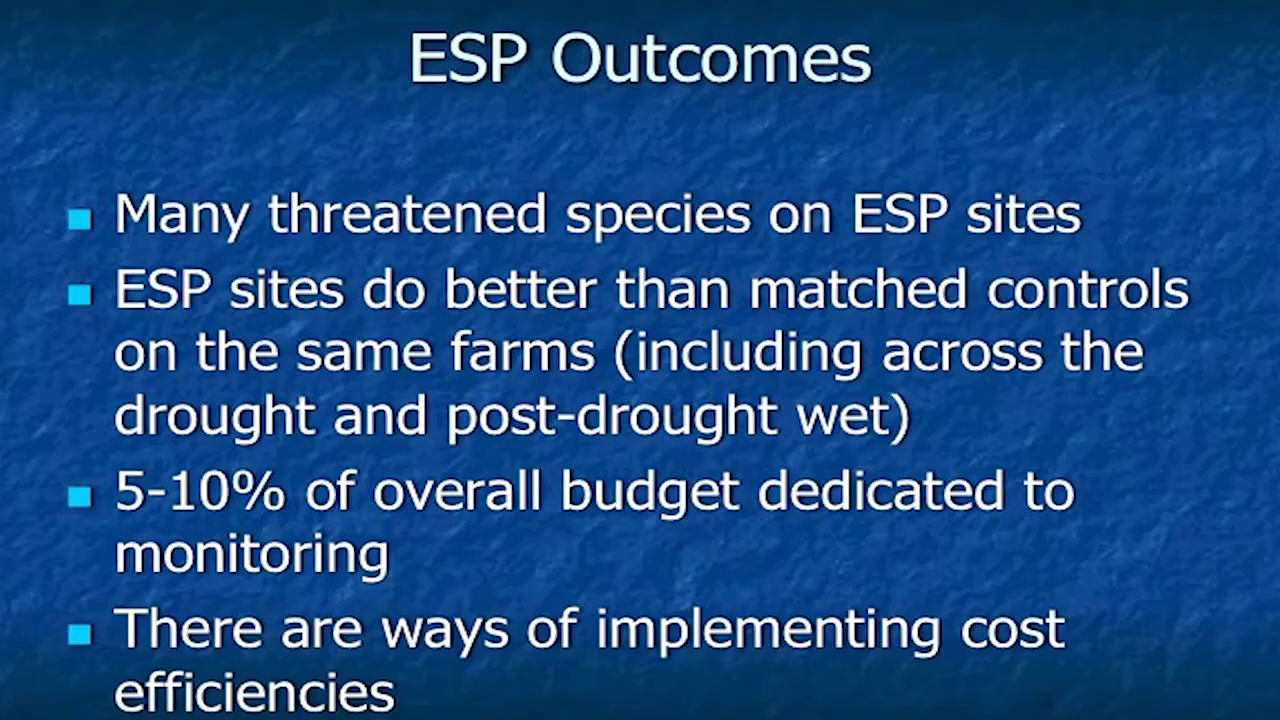 ESP Outcomes
Many threatened species on ESP sites
ESP sites do better than matched controls
on the same farms (including across the
drought and post-drought wet)
5-10% of overall budget dedicated to
monitoring
There are ways of implementing cost
efficiencies